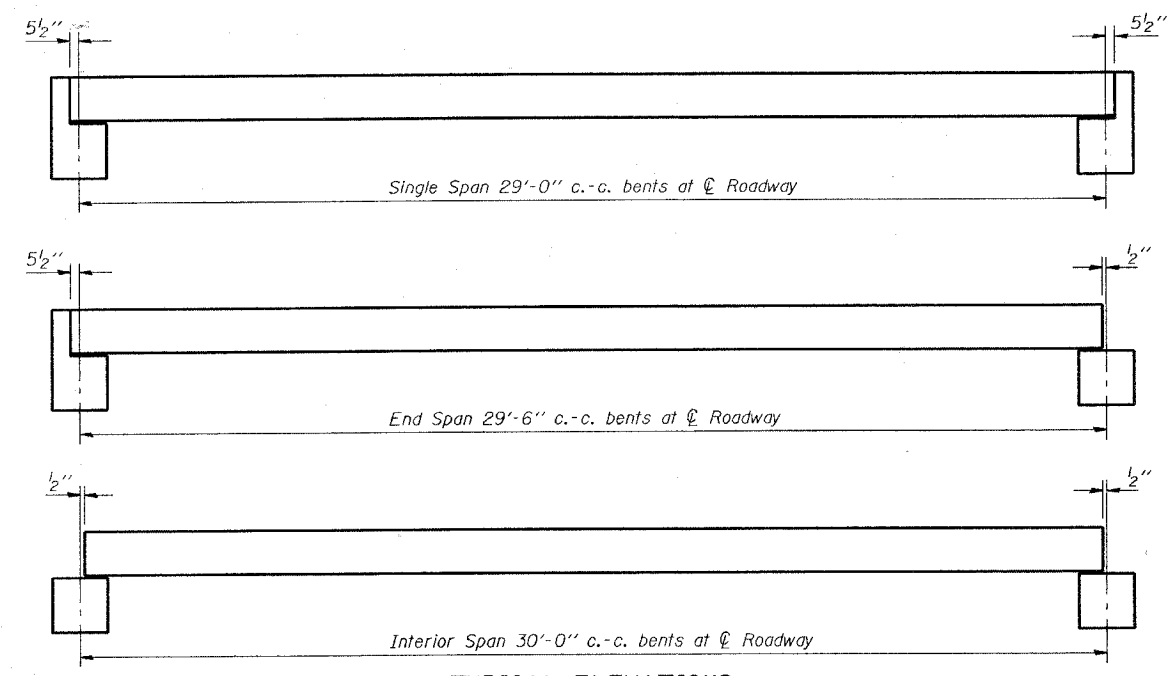 5½" 5½"
Single Span 29'-0" c.-c. bents at ℄ Roadway
5½" ½"
End Span 29'-6" c.-c. bents at ℄ Roadway
½" ½"
Interior Span 30'-0" c.-c. bents at ℄ Roadway